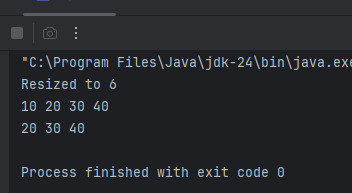 "C:\Program Files\Java\jdk-24\bin\java.exe
Resized to 6
10 20 30 40
20 30 40
Process finished with exit code 0